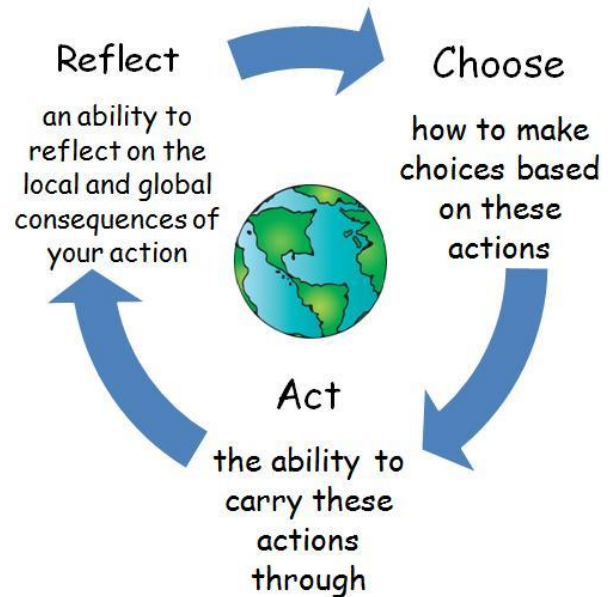 Reflect
an ability to
reflect on the
local and global
consequences of
your action
Choose
how to make
choices based
on these
actions
Act
the ability to
carry these
actions
through